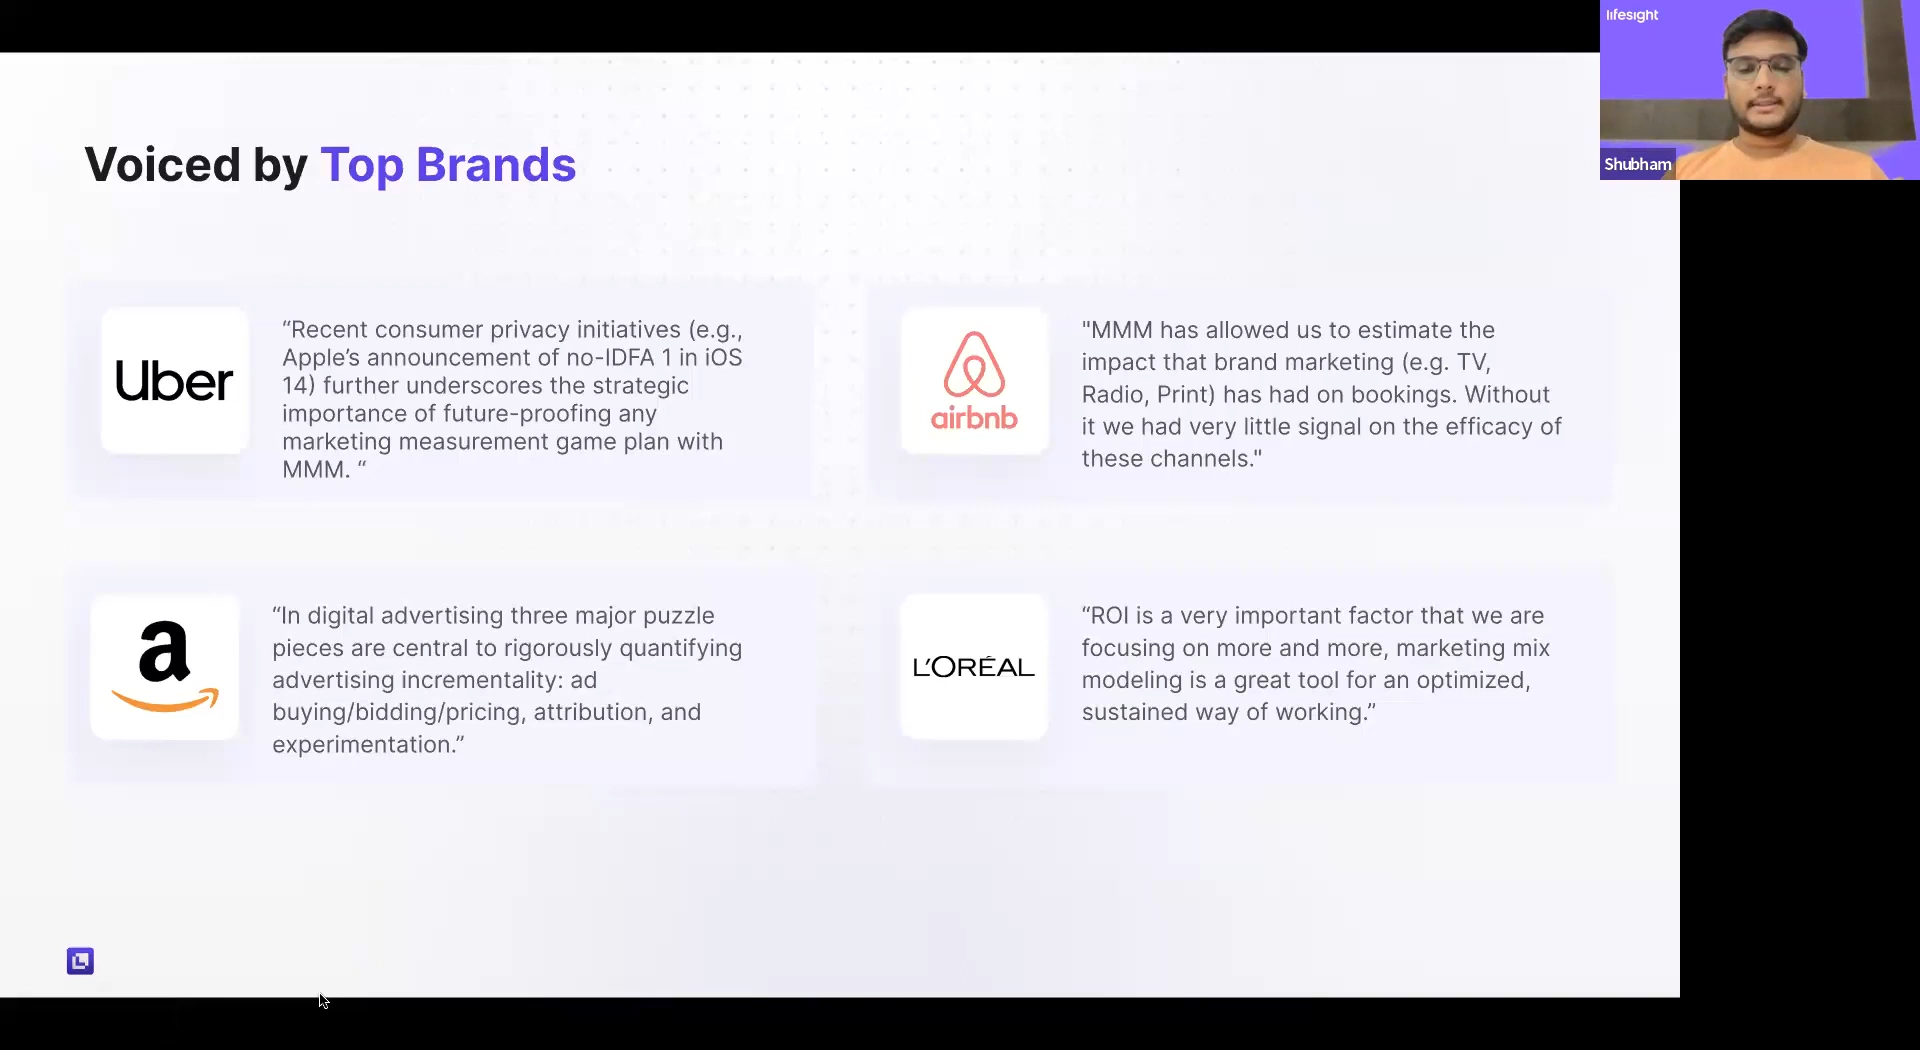 lifesight
Shubham
Voiced by Top Brands
Uber
“Recent consumer privacy initiatives (e.g.,
Apple’s announcement of no-IDFA 1 in iOS
14) further underscores the strategic
importance of future-proofing any
marketing measurement game plan with
MMM. “
airbnb
"MMM has allowed us to estimate the
impact that brand marketing (e.g. TV,
Radio, Print) has had on bookings. Without
it we had very little signal on the efficacy of
these channels."
a
“In digital advertising three major puzzle
pieces are central to rigorously quantifying
advertising incrementality: ad
buying/bidding/pricing, attribution, and
experimentation.”
L’ORÉAL
“ROI is a very important factor that we are
focusing on more and more, marketing mix
modeling is a great tool for an optimized,
sustained way of working.”